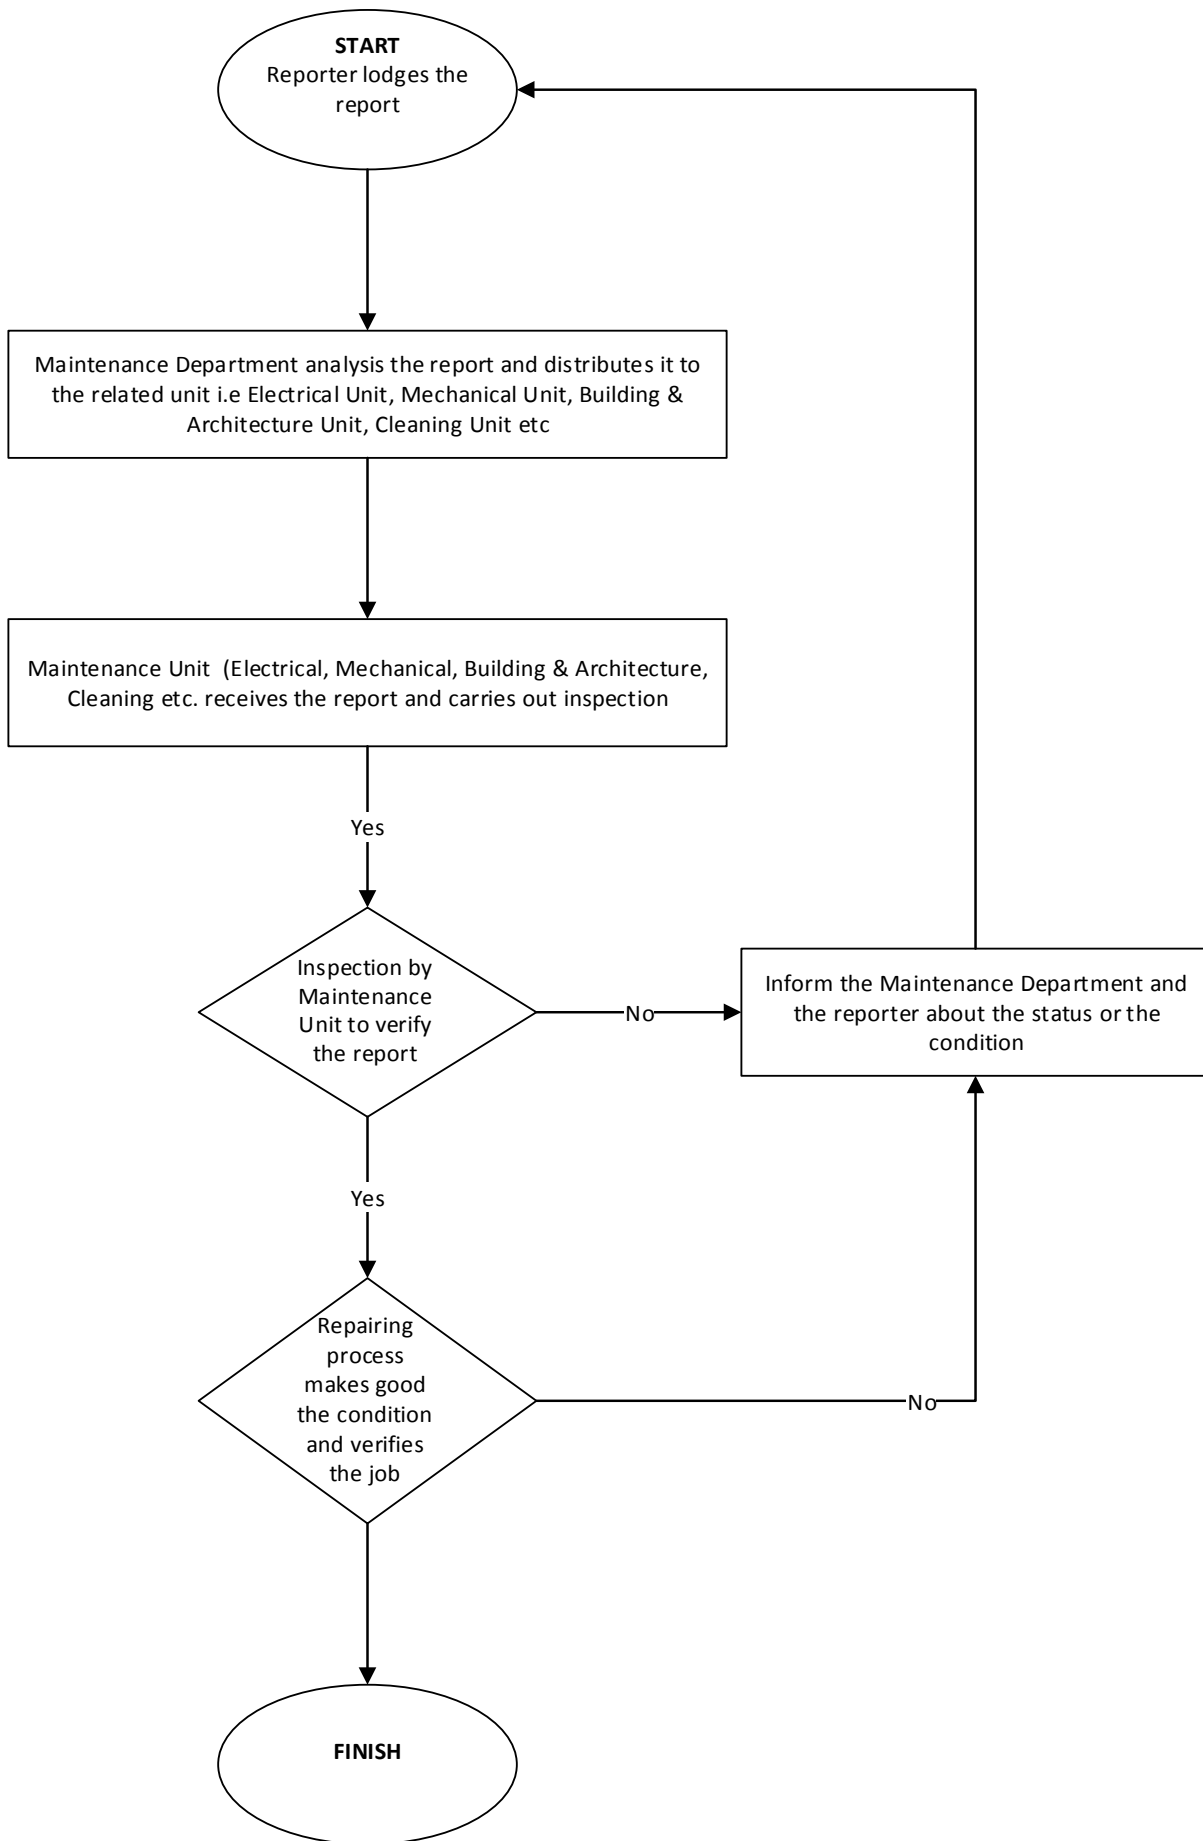 START
Reporter lodges the
report
Maintenance Department analysis the report and distributes it to
the related unit i.e Electrical Unit, Mechanical Unit, Building &
Architecture Unit, Cleaning Unit etc
Maintenance Unit  (Electrical, Mechanical, Building & Architecture,
Cleaning etc. receives the report and carries out inspection
Yes
Inspection by
Maintenance
Unit to verify
the report
No
Inform the Maintenance Department and
the reporter about the status or the
condition
Yes
Repairing
process
makes good
the condition
and verifies
the job
No
FINISH